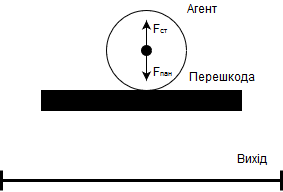 Агент
Fст
Fпан
Перешкода
Вихід